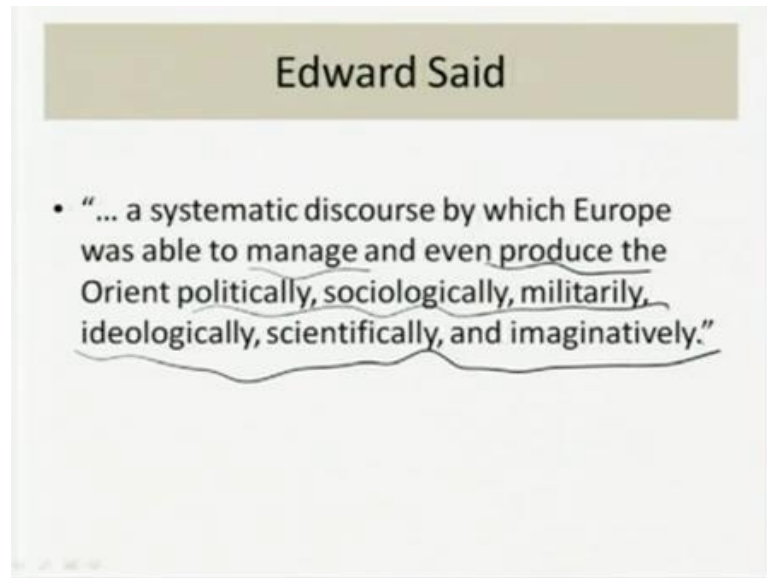 Edward Said
• “... a systematic discourse by which Europe
was able to manage and even produce the
Orient politically, sociologically, militarily,
ideologically, scientifically, and imaginatively.”